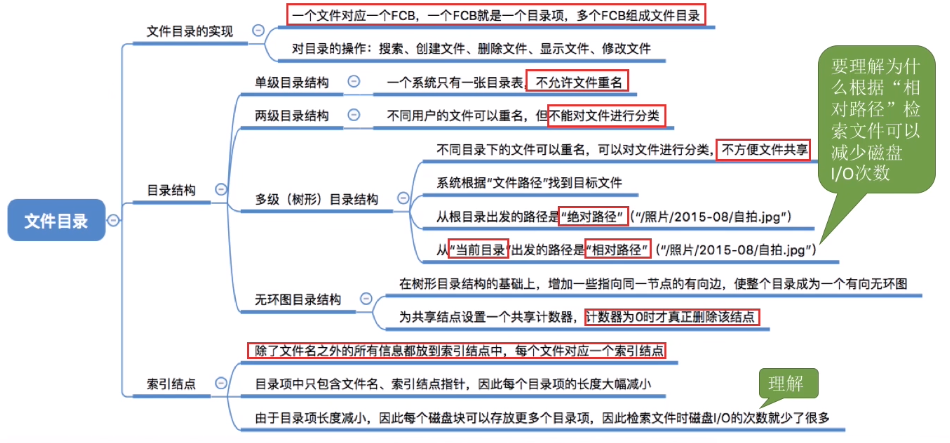 文件目录
文件目录的实现
一个文件对应一个FCB，一个FCB就是一个目录项，多个FCB组成文件目录
对目录的操作：搜索、创建文件、删除文件、显示文件、修改文件
目录结构
单级目录结构
一个系统只有一张目录表，不允许文件重名
两级目录结构
不同用户的文件可以重名，但不能对文件进行分类
多级（树形）目录结构
不同目录下的文件可以重名，可以对文件进行分类，不方便文件共享
系统根据“文件路径”找到目标文件
从根目录出发的路径是“绝对路径”（“/照片/2015-08/自拍.jpg”）
从“当前目录”出发的路径是“相对路径”（“/照片/2015-08/自拍.jpg”）
无环图目录结构
在树形目录结构的基础上，增加一些指向同一节点的有向边，使整个目录成为一个有向无环图
为共享结点设置一个共享计数器，计数器为0时才真正删除该结点
索引结点
除了文件名之外的所有信息都放到索引结点中，每个文件对应一个索引结点
目录项中只包含文件名、索引结点指针，因此每个目录项的长度大幅减小
由于目录项长度减小，因此每个磁盘块可以存放更多个目录项，因此检索文件时磁盘I/O的次数就少了很多
要理解为什
么根据“相
对路径”检
索文件可以
减少磁盘
I/O次数
理解